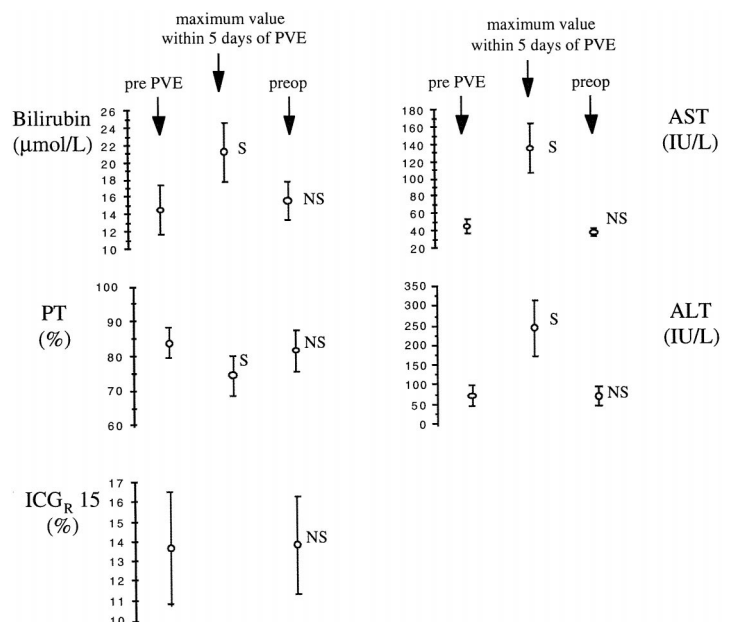 maximum value
within 5 days of PVE
pre PVE
preop
Bilirubin
(μmol/L)
26
24
22
20
18
16
14
12
10
S
NS
maximum value
within 5 days of PVE
pre PVE
preop
AST
(IU/L)
180
160
140
120
100
80
60
40
20
S
NS
PT
(%)
100
90
80
70
60
S
NS
ALT
(IU/L)
350
300
250
200
150
100
50
0
S
NS
ICG_R 15
(%)
17
16
15
14
13
12
11
10
NS